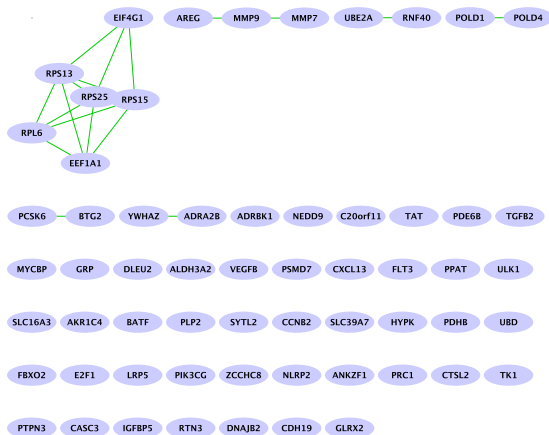 EIF4G1 AREG MMP9 MMP7 UBE2A RNF40 POLD1 POLD4
RPS13
RPS25 RPS15
RPL6
EEF1A1
PCSK6 BTG2 YWHAZ ADRA2B ADRBK1 NEDD9 C20orf11 TAT PDE6B TGFB2
MYCBP GRP DLEU2 ALDH3A2 VEGFB PSMD7 CXCL13 FLT3 PPAT ULK1
SLC16A3 AKR1C4 BATF PLP2 SYTL2 CCNB2 SLC39A7 HYPK PDHB UBD
FBXO2 E2F1 LRP5 PIK3CG ZCCHC8 NLRP2 ANKZF1 PRC1 CTSL2 TK1
PTPN3 CASC3 IGFBP5 RTN3 DNAJB2 CDH19 GLRX2